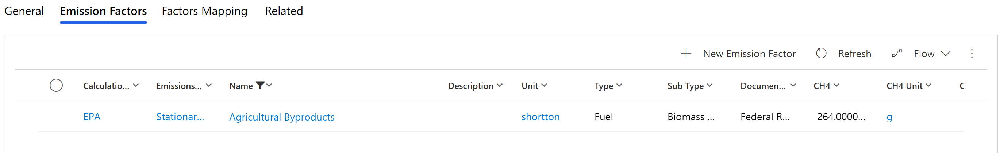 General Emission Factors Factors Mapping Related
New Emission Factor Refresh Flow
Calculatio... Emissions... Name Description Unit Type Sub Type Documen... CH4 CH4 Unit
EPA Stationar... Agricultural Byproducts shortton Fuel Biomass ... Federal R... 264.0000... g